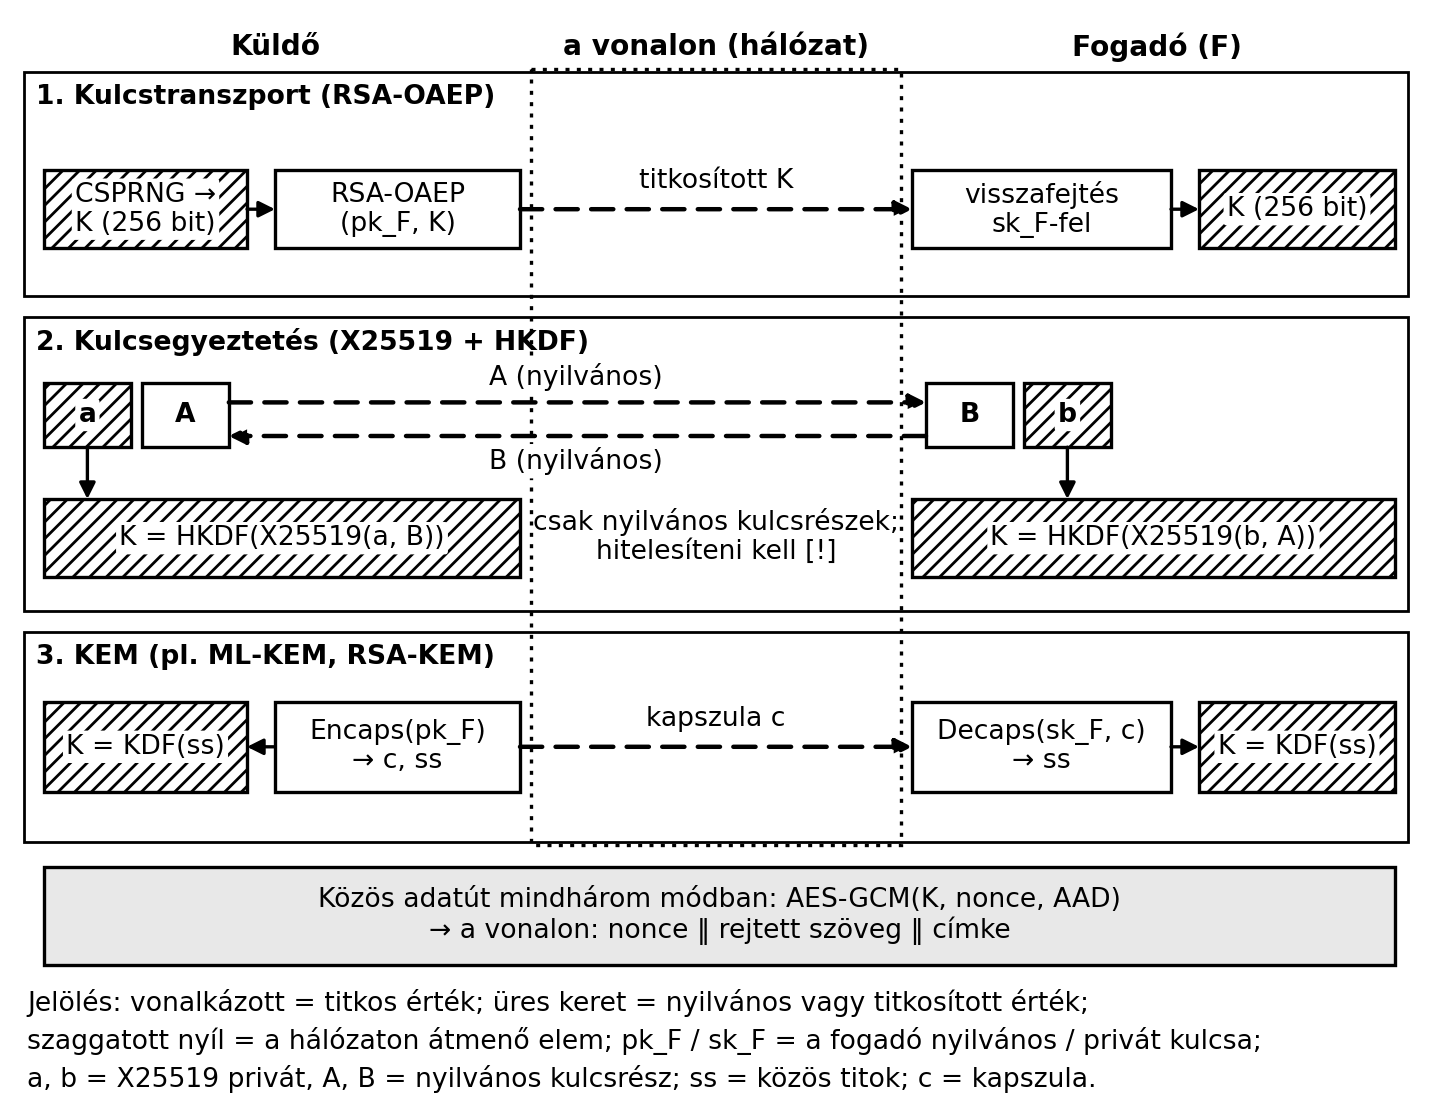 Küldő
a vonalon (hálózat)
Fogadó (F)
1. Kulcstranszport (RSA-OAEP)
CSPRNG →
K (256 bit)
RSA-OAEP
(pk_F, K)
titkosított K
visszafejtés
sk_F-fel
K (256 bit)
2. Kulcsegyeztetés (X25519 + HKDF)
a
A
A (nyilvános)
B (nyilvános)
B
b
K = HKDF(X25519(a, B))
csak nyilvános kulcsrészek;
hitelesíteni kell [!]
K = HKDF(X25519(b, A))
3. KEM (pl. ML-KEM, RSA-KEM)
K = KDF(ss)
Encaps(pk_F)
→ c, ss
kapszula c
Decaps(sk_F, c)
→ ss
K = KDF(ss)
Közös adatút mindhárom módban: AES-GCM(K, nonce, AAD)
→ a vonalon: nonce ‖ rejtett szöveg ‖ címke
Jelölés: vonalkázott = titkos érték; üres keret = nyilvános vagy titkosított érték;
szaggatott nyíl = a hálózaton átmenő elem; pk_F / sk_F = a fogadó nyilvános / privát kulcsa;
a, b = X25519 privát, A, B = nyilvános kulcsrész; ss = közös titok; c = kapszula.